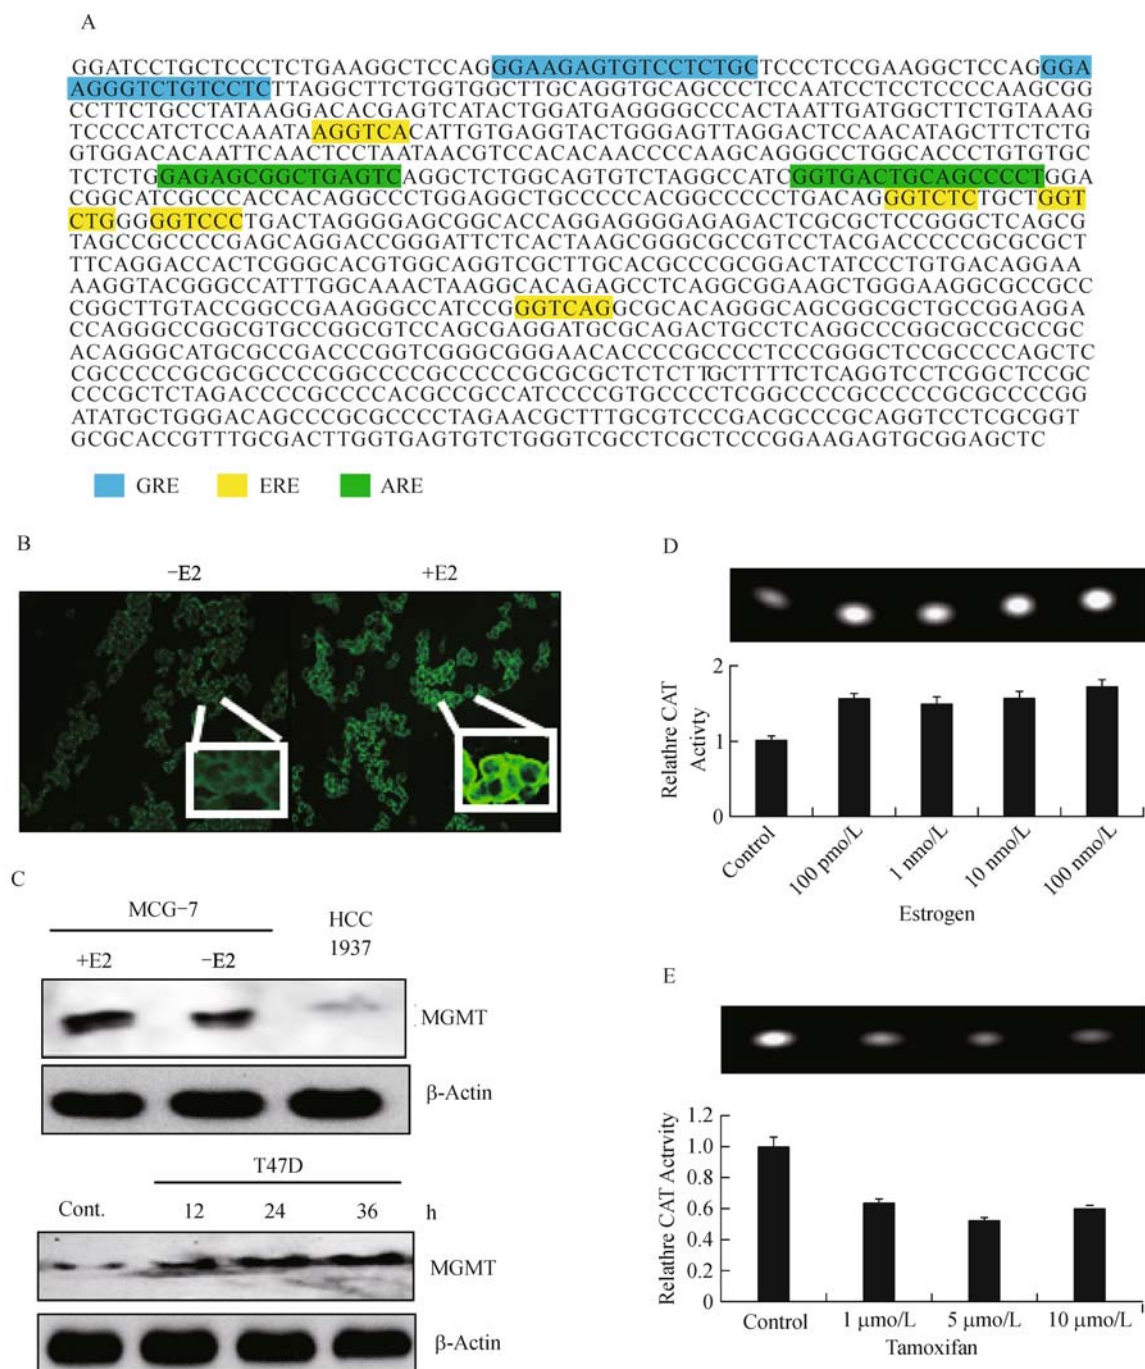 A
GGATCCTGCTCCCTCTGAAGGCTCCAGGGAAGAGTGTCCTCTGCTCCCTCCGAAGGCTCCAGGGA
AGGGTCTGTCCTCTTAGGCTTCTGGTGGCTTGCAGGTGCAGCCCTCCAATCCTCCTCCCCAAGCGG
CCTTCTGCCTATAAGGACACGAGTCATACTGGATGAGGGGCCCACTAATTGATGGCTTCTGTAAAG
TCCCCATCTCCAAATAAGGTCACATTGTGAGGTACTGGGAGTTAGGACTCCAACATAGCTTCTCTG
GTGGACACAATTCAACTCCTAATAACGTCCACACAACCCCAAGCAGGGCCTGGCACCCTGTGTGC
TCTCTGGAGAGCGGCTGAGTCAGGCTCTGGCAGTGTCTAGGCCATCGGTGACTGCAGCCCCTGGA
CGGCATCGCCCACCACAGGCCCTGGAGGCTGCCCCCACGGCCCCCTGACAGGGTCTCTGCTGGT
CTGGGGGTCCCTGACTAGGGGAGCGGCACCAGGAGGGGAGAGACTCGCGCTCCGGGCTCAGCG
TAGCCGCCCCGAGCAGGACCGGGATTCTCACTAAGCGGGCGCCGTCCTACGACCCCCGCGCGCT
TTCAGGACCACTCGGGCACGTGGCAGGTCGCTTGCACGCCCGCGGACTATCCCTGTGACAGGAA
AAGGTACGGGCCATTTGGCAAACTAAGGCACAGAGCCTCAGGCGGAAGCTGGGAAGGCGCCGCC
CGGCTTGTACCGGCCGAAGGGCCATCCGGGTCAGGCGCACAGGGCAGCGGCGCTGCCGGAGGA
CCAGGGCCGGCGTGCCGGCGTCCAGCGAGGATGCGCAGACTGCCTCAGGCCCGGCGCCGCCGC
ACAGGGCATGCGCCGACCCGGTCGGGCGGGAACACCCCGCCCCTCCCGGGCTCCGCCCCAGCTC
CGCCCCCGCGCGCCCCGGCCCCGCCCCCGCGCGCTCTCTTGCTTTTCTCAGGTCCTCGGCTCCGC
CCCGCTCTAGACCCCGCCCCACGCCGCCATCCCCGTGCCCCTCGGCCCCGCCCCCGCGCCCCGG
ATATGCTGGGACAGCCCGCGCCCCTAGAACGCTTTGCGTCCCGACGCCCGCAGGTCCTCGCGGT
GCGCACCGTTTGCGACTTGGTGAGTGTCTGGGTCGCCTCGCTCCCGGAAGAGTGCGGAGCTC
GRE ERE ARE
B
−E2 +E2
C
MCG−7 HCC
1937
+E2 −E2
MGMT
β-Actin
T47D
Cont. 12 24 36 h
MGMT
β-Actin
D
Relathre CAT
Activty
2
1
0
Control 100 pmo/L 1 nmo/L 10 nmo/L 100 nmo/L
Estrogen
E
Relathre CAT Actrvity
1.2
1.0
0.8
0.6
0.4
0.2
0
Control 1 μmo/L 5 μmo/L 10 μmo/L
Tamoxifan